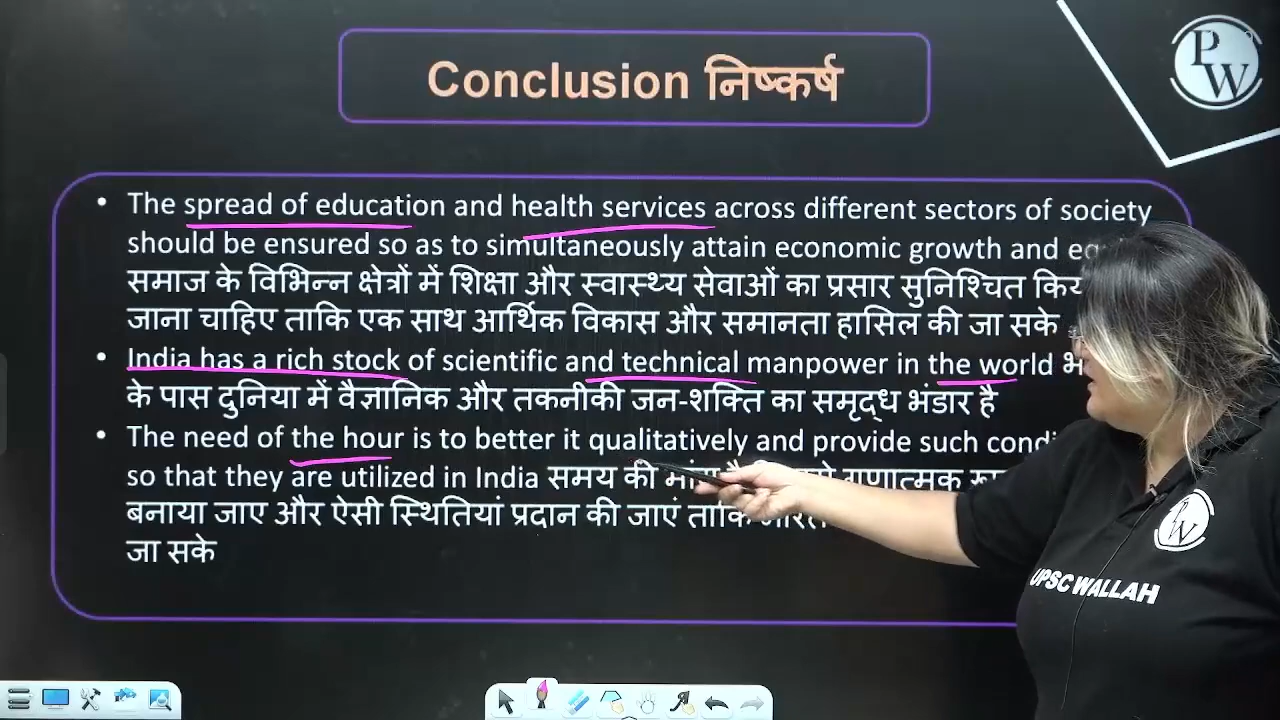 Conclusion निष्कर्ष
PW
The spread of education and health services across different sectors of society
should be ensured so as to simultaneously attain economic growth and
समाज के विभिन्न क्षेत्रों में शिक्षा और स्वास्थ्य सेवाओं का प्रसार सुनिश्चित
जाना चाहिए ताकि एक साथ आर्थिक विकास और समानता हासिल की जा सके
India has a rich stock of scientific and technical manpower in the world
के पास दुनिया में वैज्ञानिक और तकनीकी जन-शक्ति का समृद्ध भंडार है
The need of the hour is to better it qualitatively and provide such
so that they are utilized in India समय की
बनाया जाए और ऐसी स्थितियां प्रदान की जाएं ताकि
जा सके
PW
UPSC WALLAH